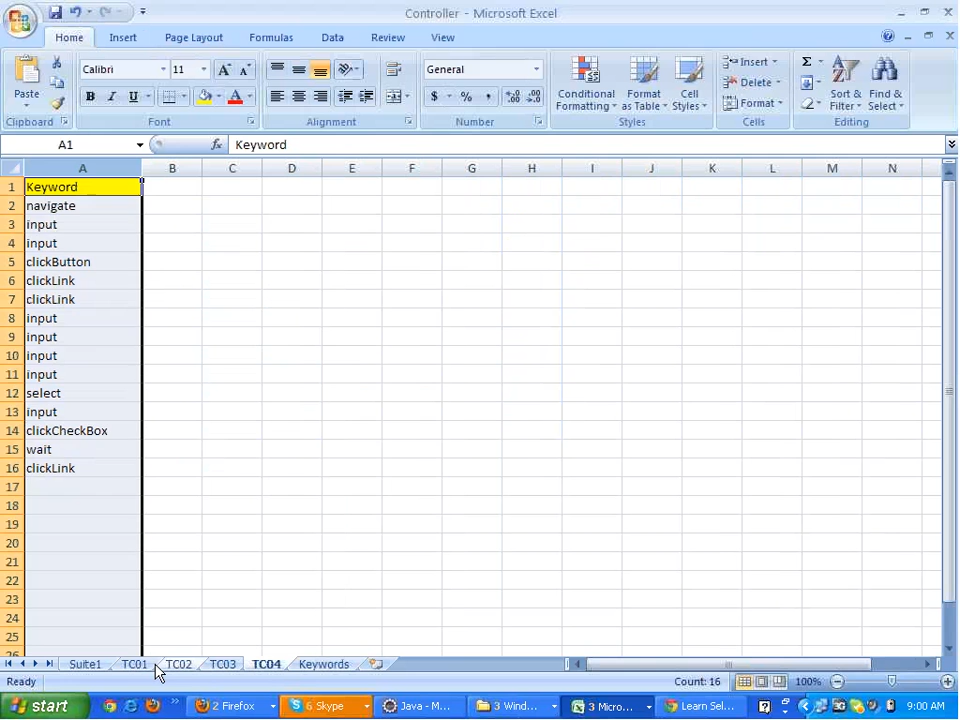 Controller - Microsoft Excel
Home Insert Page Layout Formulas Data Review View
Paste
Clipboard
Calibri 11
B I U
Font
Alignment
General
$ % ,
Number
Conditional Formatting
Format as Table
Cell Styles
Styles
Insert
Delete
Format
Cells
Sort & Filter
Find & Select
Editing
A1 fx Keyword
A B C D E F G H I J K L M N
1 Keyword
2 navigate
3 input
4 input
5 clickButton
6 clickLink
7 clickLink
8 input
9 input
10 input
11 input
12 select
13 input
14 clickCheckBox
15 wait
16 clickLink
17
18
19
20
21
22
23
24
25
26
Suite1 TC01 TC02 TC03 TC04 Keywords
Ready Count: 16 100%
start 2 Firefox 6 Skype Java - M... 3 Wind... 3 Micro... Learn Sel... 9:00 AM